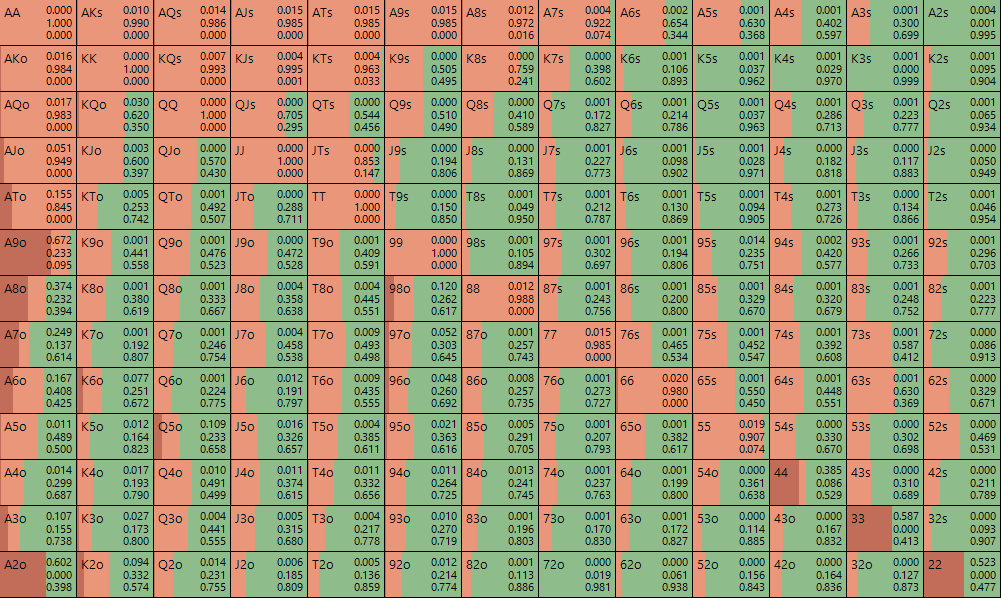 AA 0.000 AKs 0.010 AQs 0.014 AJs 0.015 ATs 0.015 A9s 0.015 A8s 0.012 A7s 0.004 A6s 0.002 A5s 0.001 A4s 0.001 A3s 0.001 A2s 0.004
1.000 0.990 0.986 0.985 0.985 0.985 0.972 0.922 0.654 0.630 0.402 0.300 0.001
0.000 0.000 0.000 0.000 0.000 0.000 0.016 0.074 0.344 0.368 0.597 0.699 0.995
AKo 0.016 KK 0.000 KQs 0.007 KJs 0.004 KTs 0.004 K9s 0.000 K8s 0.000 K7s 0.000 K6s 0.001 K5s 0.001 K4s 0.001 K3s 0.001 K2s 0.001
0.984 1.000 0.993 0.995 0.963 0.505 0.759 0.398 0.106 0.037 0.029 0.000 0.095
0.000 0.000 0.000 0.001 0.033 0.495 0.241 0.602 0.893 0.962 0.970 0.999 0.904
AQo 0.017 KQo 0.030 QQ 0.000 QJs 0.000 QTs 0.000 Q9s 0.000 Q8s 0.000 Q7s 0.001 Q6s 0.001 Q5s 0.001 Q4s 0.001 Q3s 0.001 Q2s 0.001
0.983 0.620 1.000 0.705 0.544 0.510 0.410 0.172 0.214 0.037 0.286 0.223 0.065
0.000 0.350 0.000 0.295 0.456 0.490 0.589 0.827 0.786 0.963 0.713 0.777 0.934
AJo 0.051 KJo 0.003 QJo 0.000 JJ 0.000 JTs 0.000 J9s 0.000 J8s 0.000 J7s 0.001 J6s 0.001 J5s 0.001 J4s 0.000 J3s 0.000 J2s 0.001
0.949 0.600 0.570 1.000 0.853 0.194 0.131 0.227 0.098 0.028 0.182 0.117 0.050
0.000 0.397 0.430 0.000 0.147 0.806 0.869 0.773 0.902 0.971 0.818 0.883 0.949
ATo 0.155 KTo 0.005 QTo 0.001 JTo 0.000 TT 0.000 T9s 0.000 T8s 0.001 T7s 0.001 T6s 0.001 T5s 0.001 T4s 0.001 T3s 0.000 T2s 0.001
0.845 0.253 0.492 0.288 1.000 0.150 0.049 0.212 0.130 0.094 0.273 0.134 0.046
0.000 0.742 0.507 0.711 0.000 0.850 0.950 0.787 0.869 0.905 0.726 0.866 0.954
A9o 0.672 K9o 0.001 Q9o 0.001 J9o 0.000 T9o 0.001 99 0.000 98s 0.001 97s 0.001 96s 0.001 95s 0.014 94s 0.002 93s 0.001 92s 0.001
0.233 0.441 0.476 0.472 0.409 1.000 0.105 0.302 0.194 0.235 0.420 0.266 0.296
0.095 0.558 0.523 0.528 0.591 0.000 0.894 0.697 0.806 0.751 0.577 0.733 0.703
A8o 0.374 K8o 0.001 Q8o 0.001 J8o 0.004 T8o 0.004 98o 0.120 88 0.012 87s 0.001 86s 0.001 85s 0.001 84s 0.001 83s 0.001 82s 0.001
0.232 0.380 0.333 0.358 0.445 0.262 0.988 0.243 0.200 0.329 0.320 0.248 0.223
0.394 0.619 0.667 0.638 0.551 0.617 0.000 0.756 0.800 0.670 0.679 0.752 0.777
A7o 0.249 K7o 0.001 Q7o 0.001 J7o 0.004 T7o 0.009 97o 0.052 87o 0.001 77 0.015 76s 0.001 75s 0.001 74s 0.001 73s 0.001 72s 0.001
0.137 0.192 0.246 0.458 0.493 0.303 0.257 0.985 0.465 0.452 0.392 0.587 0.086
0.614 0.807 0.754 0.538 0.498 0.645 0.743 0.000 0.534 0.547 0.608 0.412 0.913
A6o 0.167 K6o 0.077 Q6o 0.001 J6o 0.012 T6o 0.009 96o 0.048 86o 0.008 76o 0.001 66 0.020 65s 0.001 64s 0.001 63s 0.001 62s 0.001
0.408 0.251 0.224 0.191 0.435 0.260 0.257 0.273 0.980 0.550 0.448 0.630 0.329
0.425 0.672 0.775 0.797 0.555 0.692 0.735 0.727 0.000 0.450 0.551 0.369 0.671
A5o 0.011 K5o 0.012 Q5o 0.109 J5o 0.016 T5o 0.004 95o 0.021 85o 0.005 75o 0.001 65o 0.001 55 0.019 54s 0.000 53s 0.000 52s 0.000
0.489 0.164 0.233 0.326 0.385 0.363 0.291 0.207 0.382 0.907 0.330 0.302 0.469
0.500 0.823 0.658 0.657 0.611 0.616 0.705 0.793 0.617 0.074 0.670 0.698 0.531
A4o 0.014 K4o 0.017 Q4o 0.010 J4o 0.011 T4o 0.011 94o 0.011 84o 0.013 74o 0.001 64o 0.001 54o 0.000 44 0.385 43s 0.000 42s 0.000
0.299 0.193 0.491 0.374 0.332 0.264 0.241 0.237 0.199 0.361 0.086 0.310 0.211
0.687 0.790 0.499 0.615 0.656 0.725 0.745 0.763 0.800 0.638 0.529 0.689 0.789
A3o 0.107 K3o 0.027 Q3o 0.004 J3o 0.005 T3o 0.004 93o 0.010 83o 0.001 73o 0.001 63o 0.001 53o 0.000 43o 0.000 33 0.587 32s 0.000
0.155 0.173 0.441 0.315 0.217 0.270 0.196 0.170 0.172 0.114 0.167 0.000 0.093
0.738 0.800 0.555 0.680 0.778 0.719 0.803 0.830 0.827 0.885 0.832 0.413 0.907
A2o 0.602 K2o 0.094 Q2o 0.014 J2o 0.006 T2o 0.005 92o 0.012 82o 0.001 72o 0.000 62o 0.000 52o 0.000 42o 0.000 32o 0.000 22 0.523
0.000 0.332 0.231 0.185 0.136 0.214 0.113 0.019 0.061 0.156 0.164 0.127 0.000
0.398 0.574 0.755 0.809 0.859 0.774 0.886 0.981 0.938 0.843 0.836 0.873 0.477